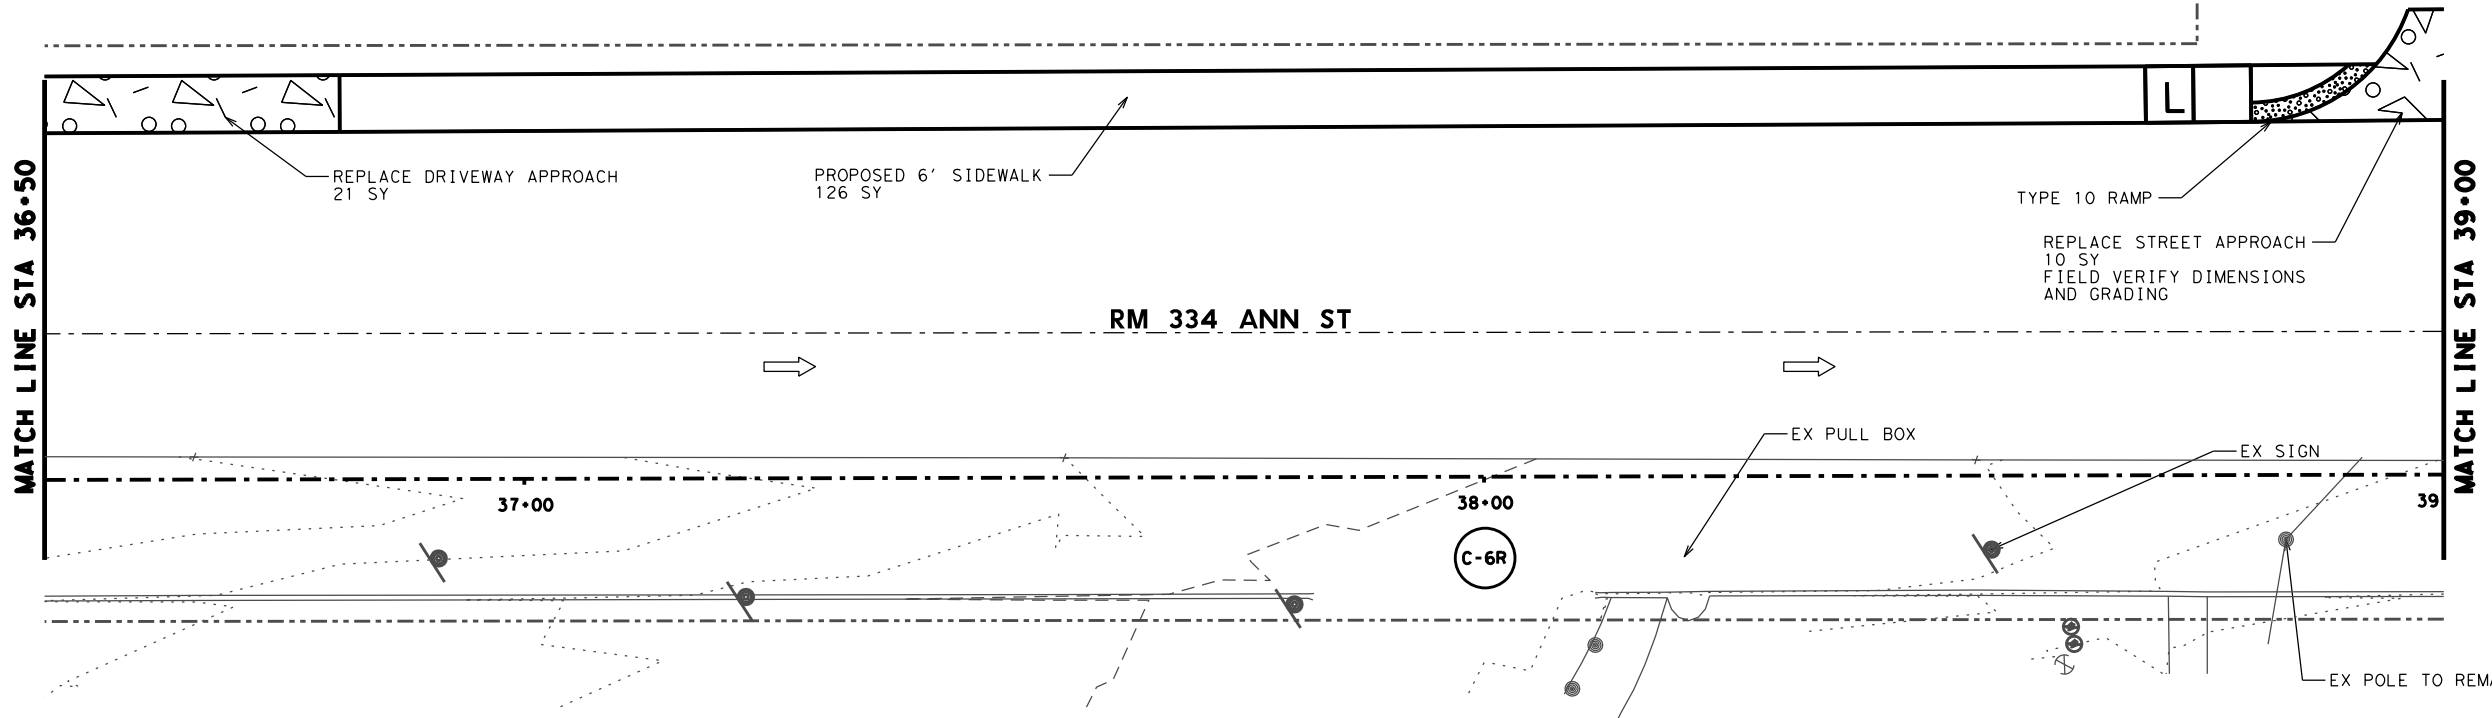 MATCH LINE STA 36+50
REPLACE DRIVEWAY APPROACH
21 SY
PROPOSED 6' SIDEWALK
126 SY
L
TYPE 10 RAMP
REPLACE STREET APPROACH
10 SY
FIELD VERIFY DIMENSIONS
AND GRADING
RM 334 ANN ST
EX PULL BOX
EX SIGN
37+00
38+00
39
C-6R
EX POLE TO REMA
MATCH LINE STA 39+00